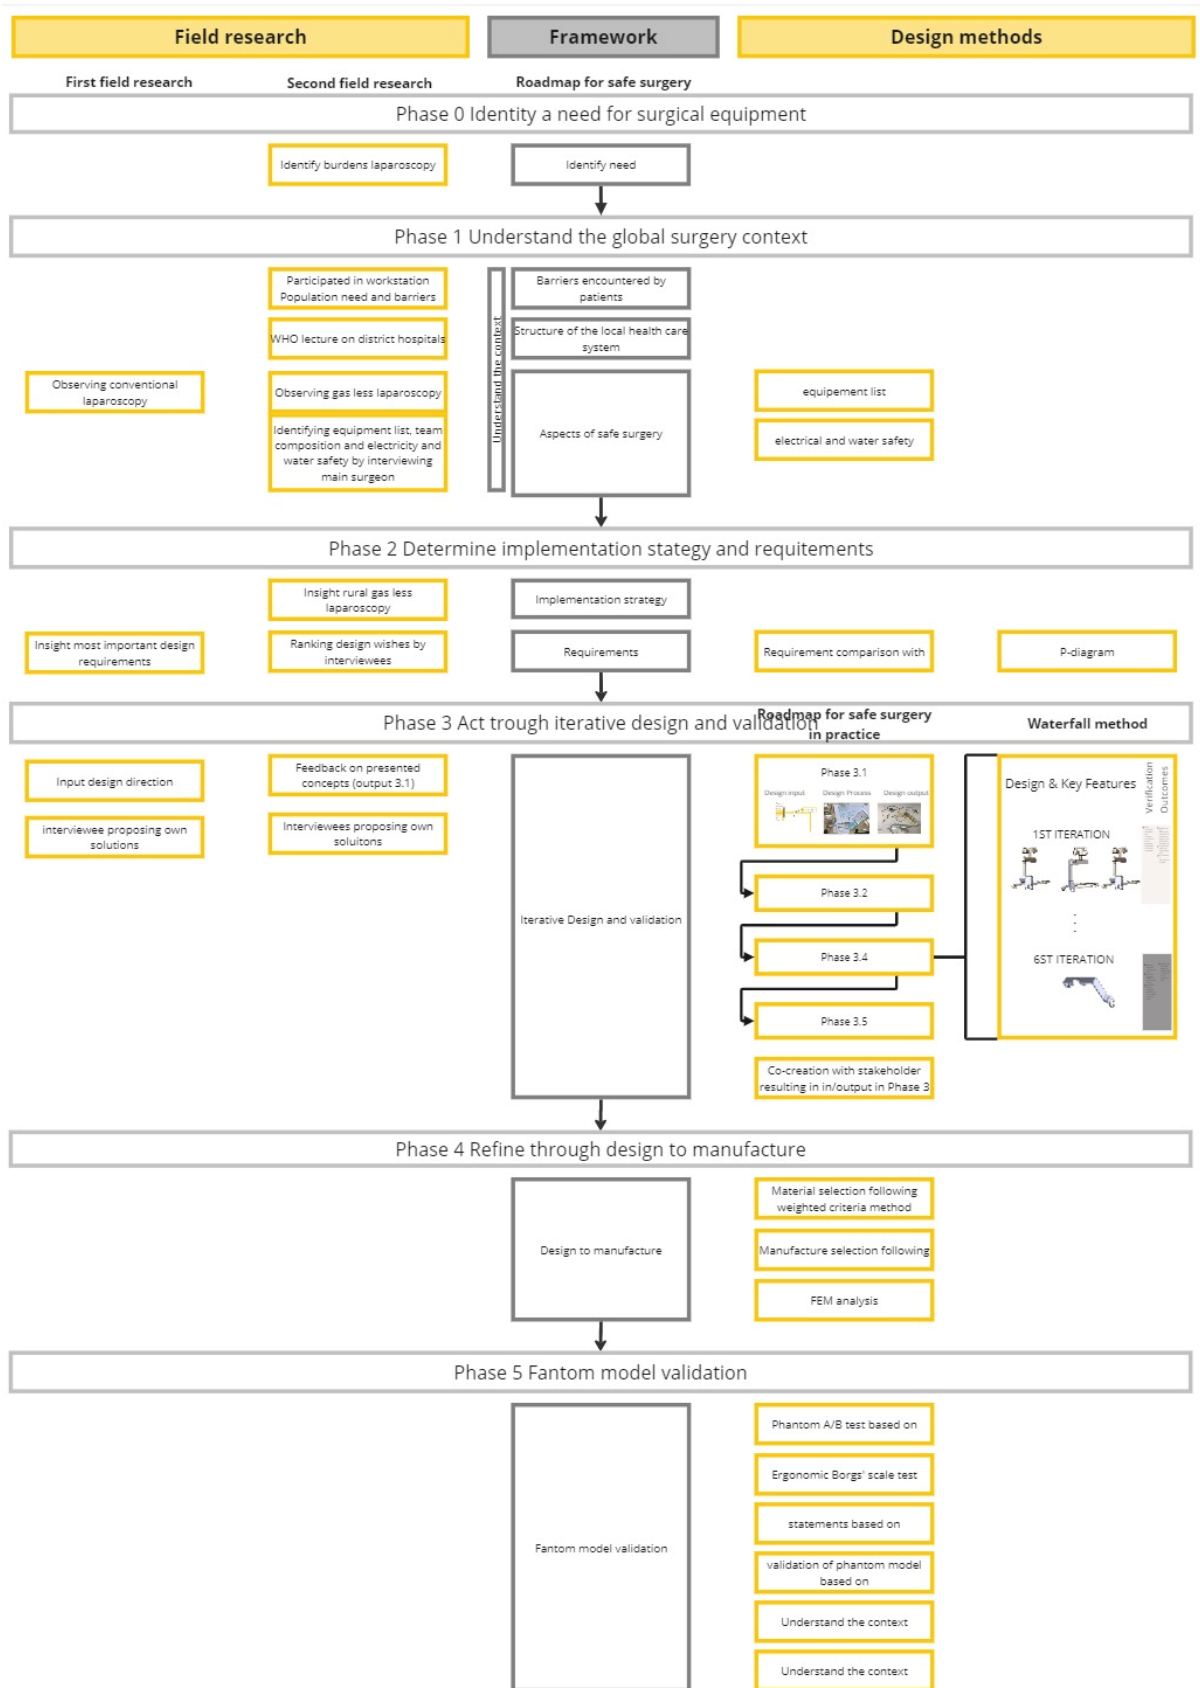 Field research
Framework
Design methods
First field research
Second field research
Roadmap for safe surgery
Phase 0 Identity a need for surgical equipment
Identify burdens laparoscopy
Identify need
Phase 1 Understand the global surgery context
Participated in workstation
Population need and barriers
WHO lecture on district hospitals
Observing conventional
laparoscopy
Observing gas less laparoscopy
Identifying equipment list, team
composition and electricity and
water safety by interviewing
main surgeon
Understand the context
Barriers encountered by
patients
Structure of the local health care
system
Aspects of safe surgery
equipement list
electrical and water safety
Phase 2 Determine implementation stategy and requitements
Insight rural gas less
laparoscopy
Implementation strategy
Insight most important design
requirements
Ranking design wishes by
interviewees
Requirements
Requirement comparison with
P-diagram
Phase 3 Act trough iterative design and validation
Roadmap for safe surgery
in practice
Waterfall method
Input design direction
Feedback on presented
concepts (output 3.1)
interviewee proposing own
solutions
Interviewees proposing own
soluitons
Iterative Design and validation
Phase 3.1
Design input
Design Process
Design output
Phase 3.2
Phase 3.4
Phase 3.5
Co-creation with stakeholder
resulting in in/output in Phase 3
Design & Key Features
Verification
Outcomes
1ST ITERATION
6ST ITERATION
Phase 4 Refine through design to manufacture
Design to manufacture
Material selection following
weighted criteria method
Manufacture selection following
FEM analysis
Phase 5 Fantom model validation
Fantom model validation
Phantom A/B test based on
Ergonomic Borgs' scale test
statements based on
validation of phantom model
based on
Understand the context
Understand the context